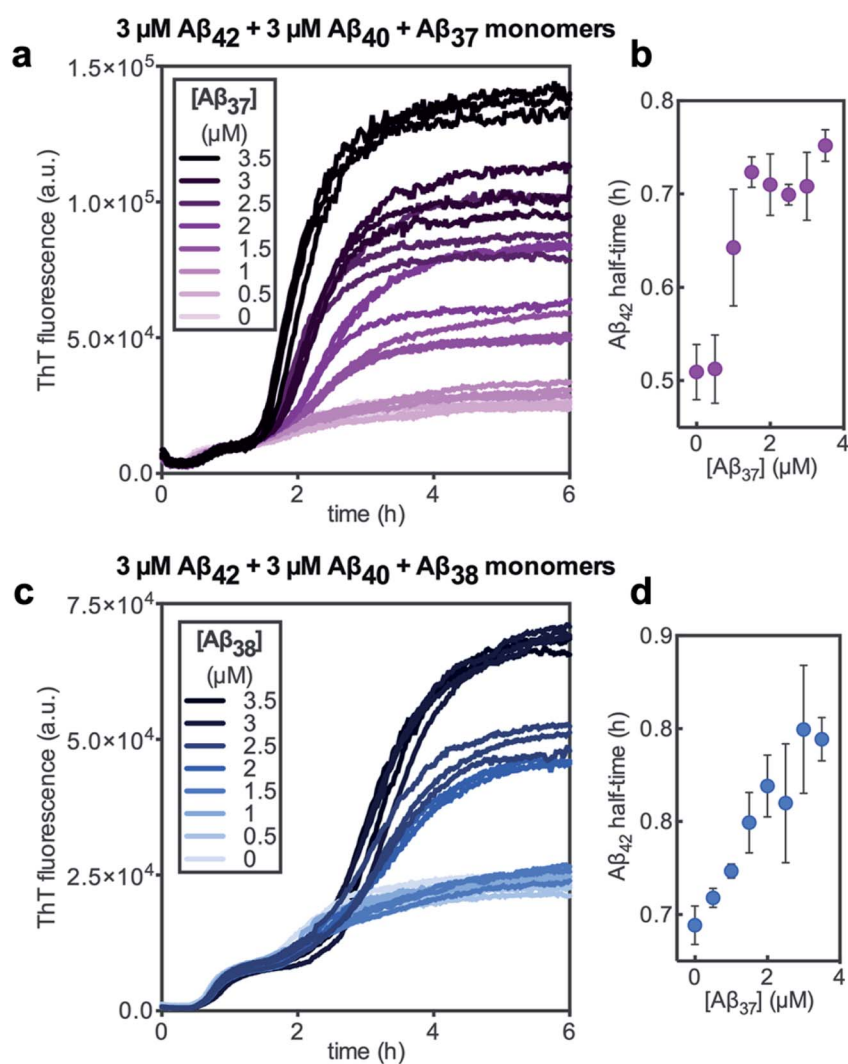 3 µM Aβ42 + 3 µM Aβ40 + Aβ37 monomers
a
1.5×10⁵
1.0×10⁵
5.0×10⁴
0.0
ThT fluorescence (a.u.)
[Aβ37]
(µM)
3.5
3
2.5
2
1.5
1
0.5
0
0 2 4 6
time (h)
b
0.8
0.7
0.6
0.5
Aβ42 half-time (h)
0 2 4
[Aβ37] (µM)
3 µM Aβ42 + 3 µM Aβ40 + Aβ38 monomers
c
7.5×10⁴
5.0×10⁴
2.5×10⁴
0.0
ThT fluorescence (a.u.)
[Aβ38]
(µM)
3.5
3
2.5
2
1.5
1
0.5
0
0 2 4 6
time (h)
d
0.9
0.8
0.8
0.7
Aβ42 half-time (h)
0 2 4
[Aβ37] (µM)